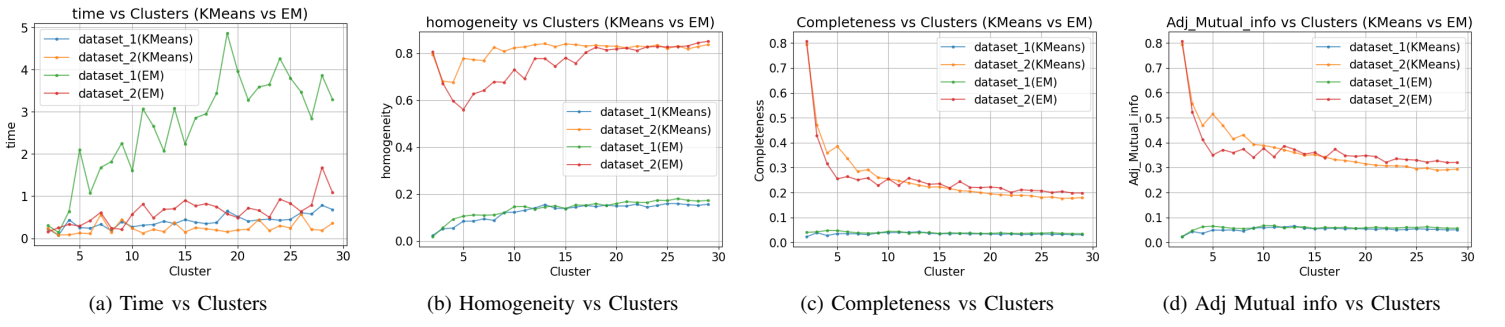 time vs Clusters (KMeans vs EM)
5
4
3
2
1
0
time
dataset_1(KMeans)
dataset_2(KMeans)
dataset_1(EM)
dataset_2(EM)
5 10 15 20 25 30
Cluster
(a) Time vs Clusters
homogeneity vs Clusters (KMeans vs EM)
0.8
0.6
0.4
0.2
0.0
homogeneity
dataset_1(KMeans)
dataset_2(KMeans)
dataset_1(EM)
dataset_2(EM)
5 10 15 20 25 30
Cluster
(b) Homogeneity vs Clusters
Completeness vs Clusters (KMeans vs EM)
0.8
0.7
0.6
0.5
0.4
0.3
0.2
0.1
0.0
Completeness
dataset_1(KMeans)
dataset_2(KMeans)
dataset_1(EM)
dataset_2(EM)
5 10 15 20 25 30
Cluster
(c) Completeness vs Clusters
Adj_Mutual_info vs Clusters (KMeans vs EM)
0.8
0.7
0.6
0.5
0.4
0.3
0.2
0.1
0.0
Adj_Mutual_info
dataset_1(KMeans)
dataset_2(KMeans)
dataset_1(EM)
dataset_2(EM)
5 10 15 20 25 30
Cluster
(d) Adj Mutual info vs Clusters